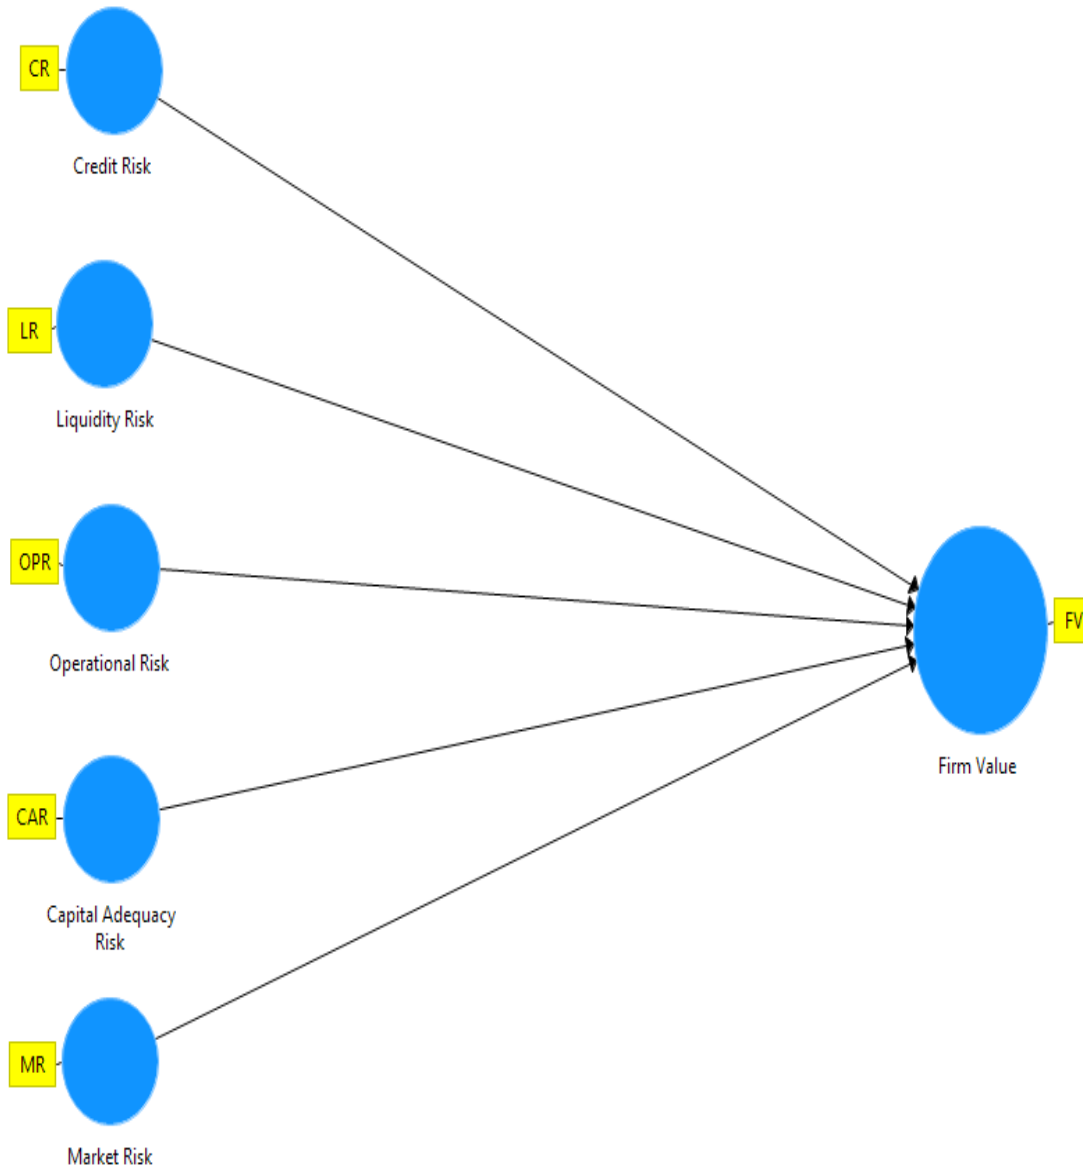 CR
Credit Risk
LR
Liquidity Risk
OPR
Operational Risk
FV
Firm Value
CAR
Capital Adequacy
Risk
MR
Market Risk